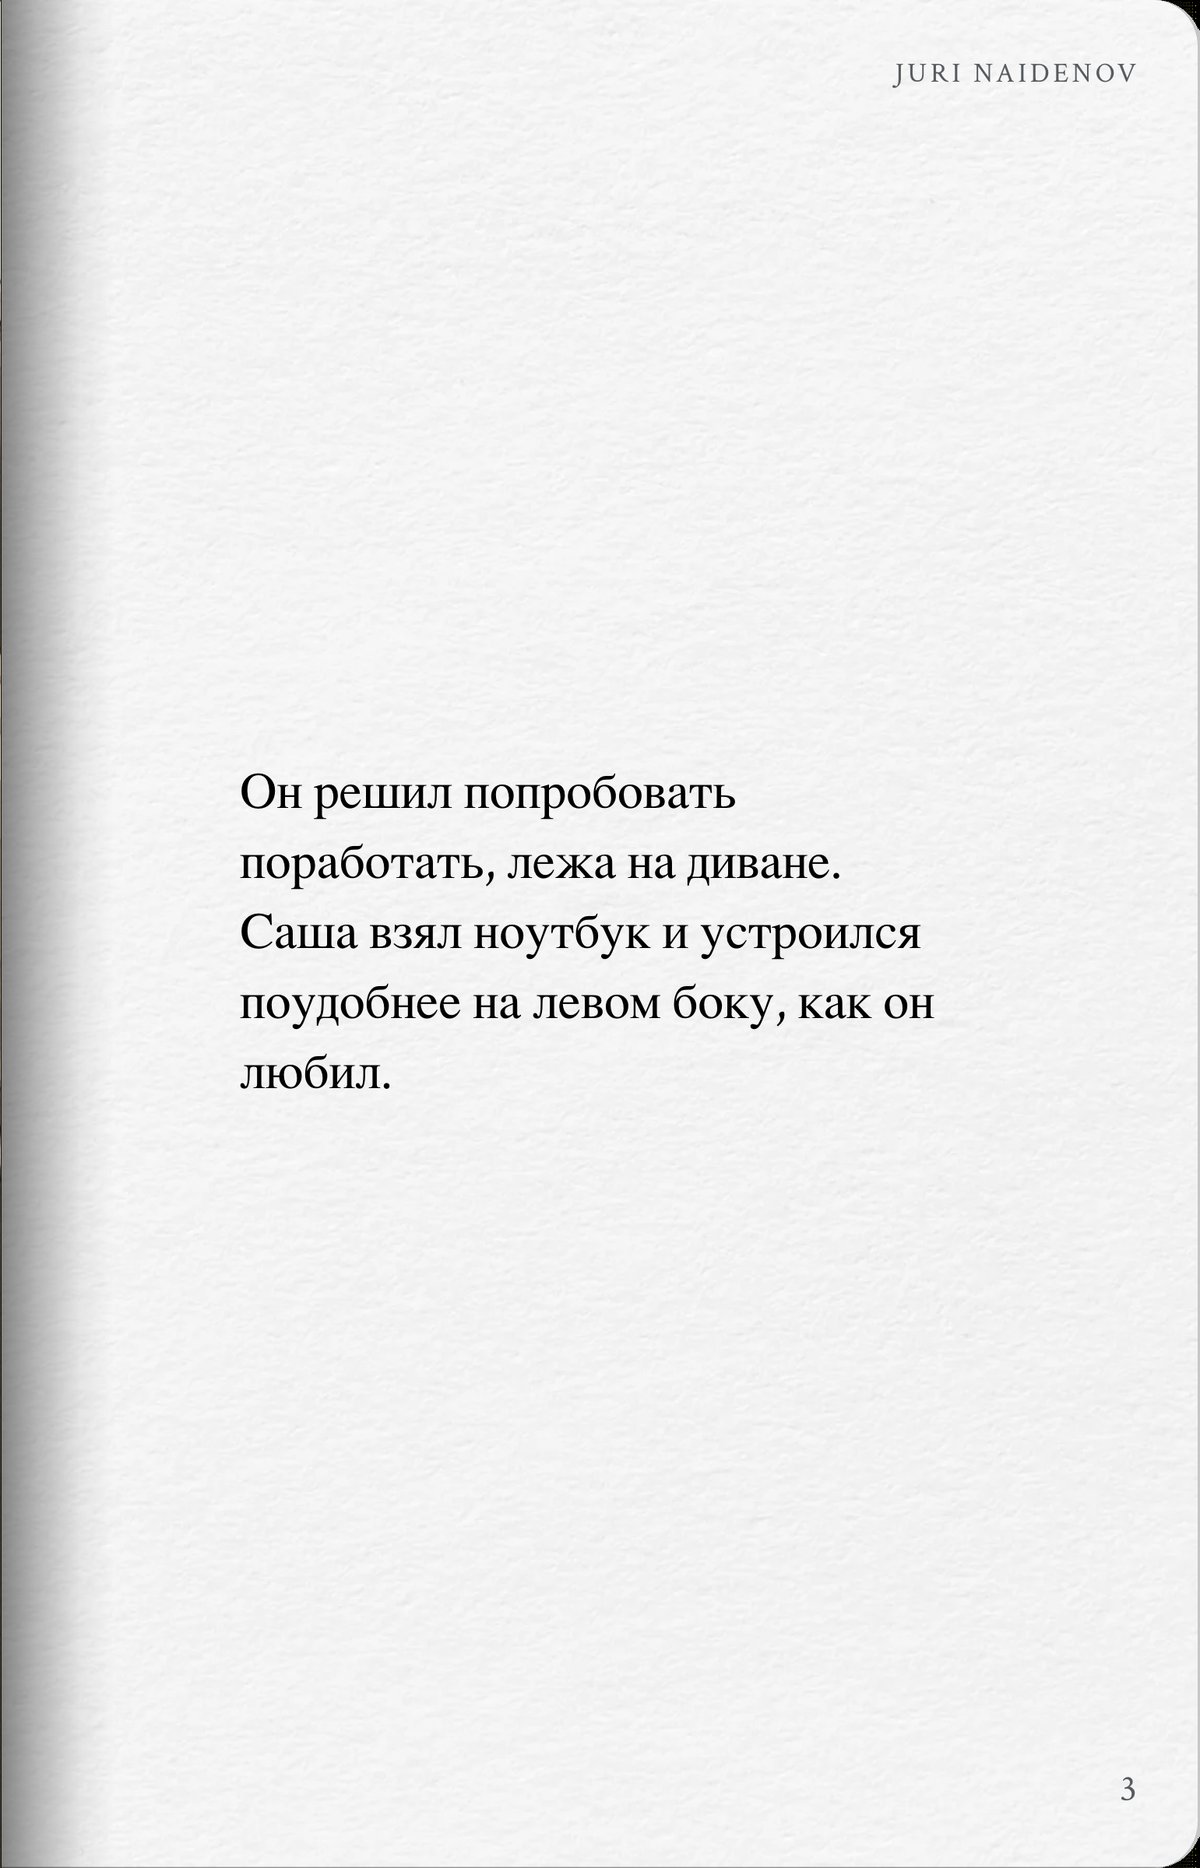 JURI NAIDENOV
Он решил попробовать
поработать, лежа на диване.
Саша взял ноутбук и устроился
поудобнее на левом боку, как он
любил.
3